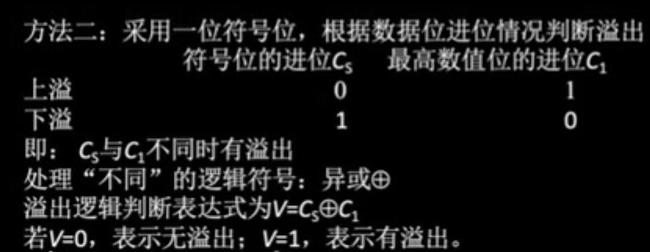 方法二：采用一位符号位，根据数据位进位情况判断溢出
符号位的进位Cs 最高数值位的进位C1
上溢 0 1
下溢 1 0
即： Cs与C1不同时有溢出
处理“不同”的逻辑符号：异或⊕
溢出逻辑判断表达式为V=Cs⊕C1
若V=0，表示无溢出；V=1，表示有溢出。